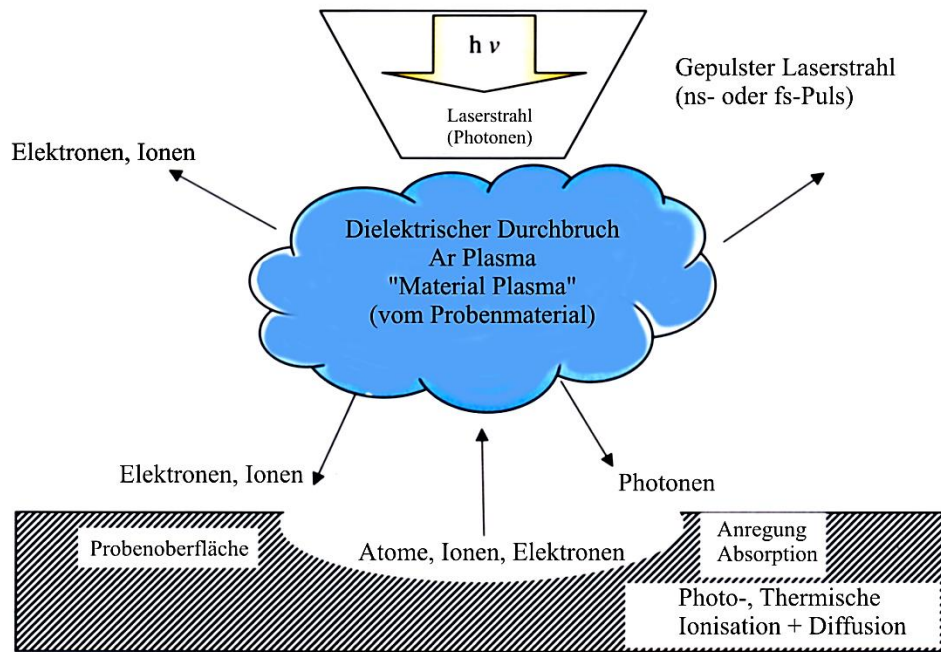 h ν
Laserstrahl
(Photonen)
Gepulster Laserstrahl
(ns- oder fs-Puls)
Elektronen, Ionen
Dielektrischer Durchbruch
Ar Plasma
"Material Plasma"
(vom Probenmaterial)
Elektronen, Ionen
Photonen
Probenoberfläche
Atome, Ionen, Elektronen
Anregung
Absorption
Photo-, Thermische
Ionisation + Diffusion